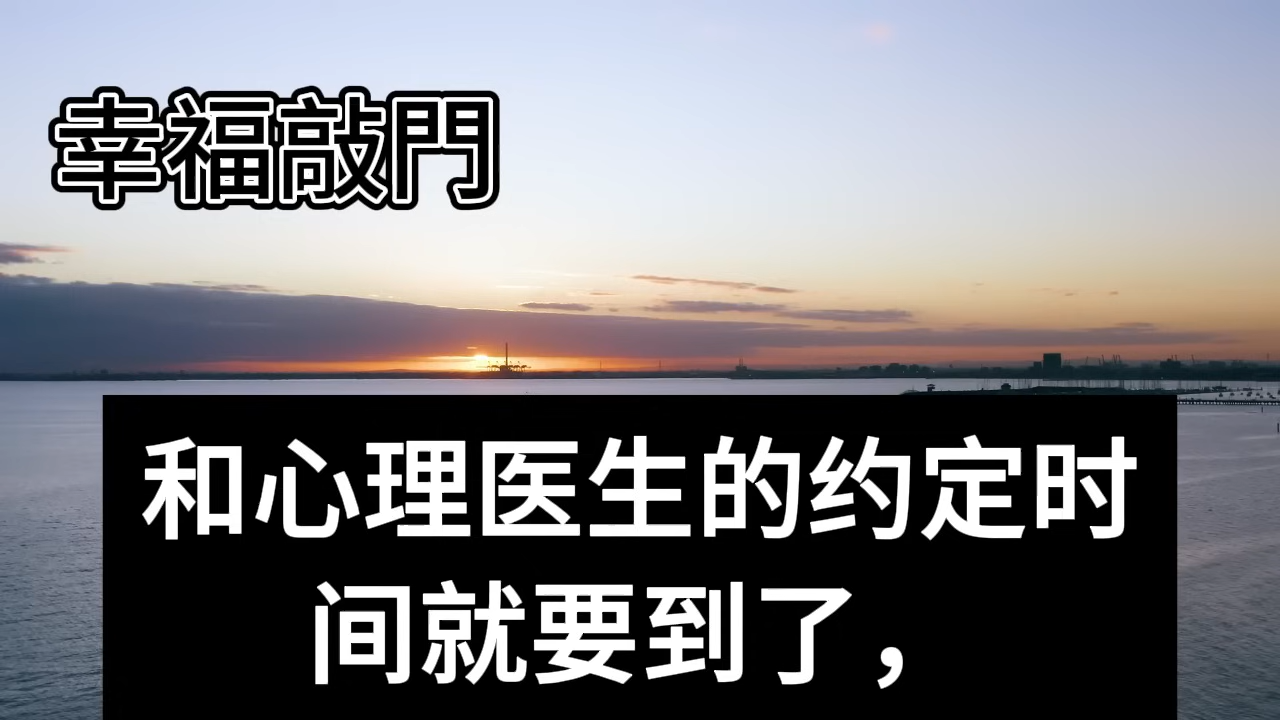 幸福敲門
和心理医生的约定时
间就要到了，